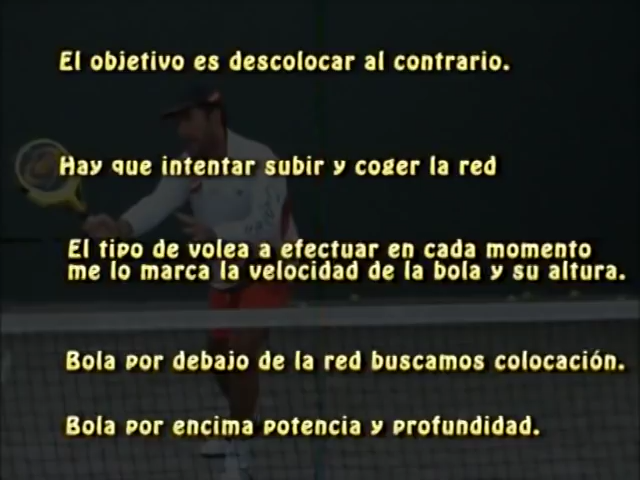 El objetivo es descolocar al contrario.
Hay que intentar subir y coger la red
El tipo de volea a efectuar en cada momento
me lo marca la velocidad de la bola y su altura.
Bola por debajo de la red buscamos colocación.
Bola por encima potencia y profundidad.